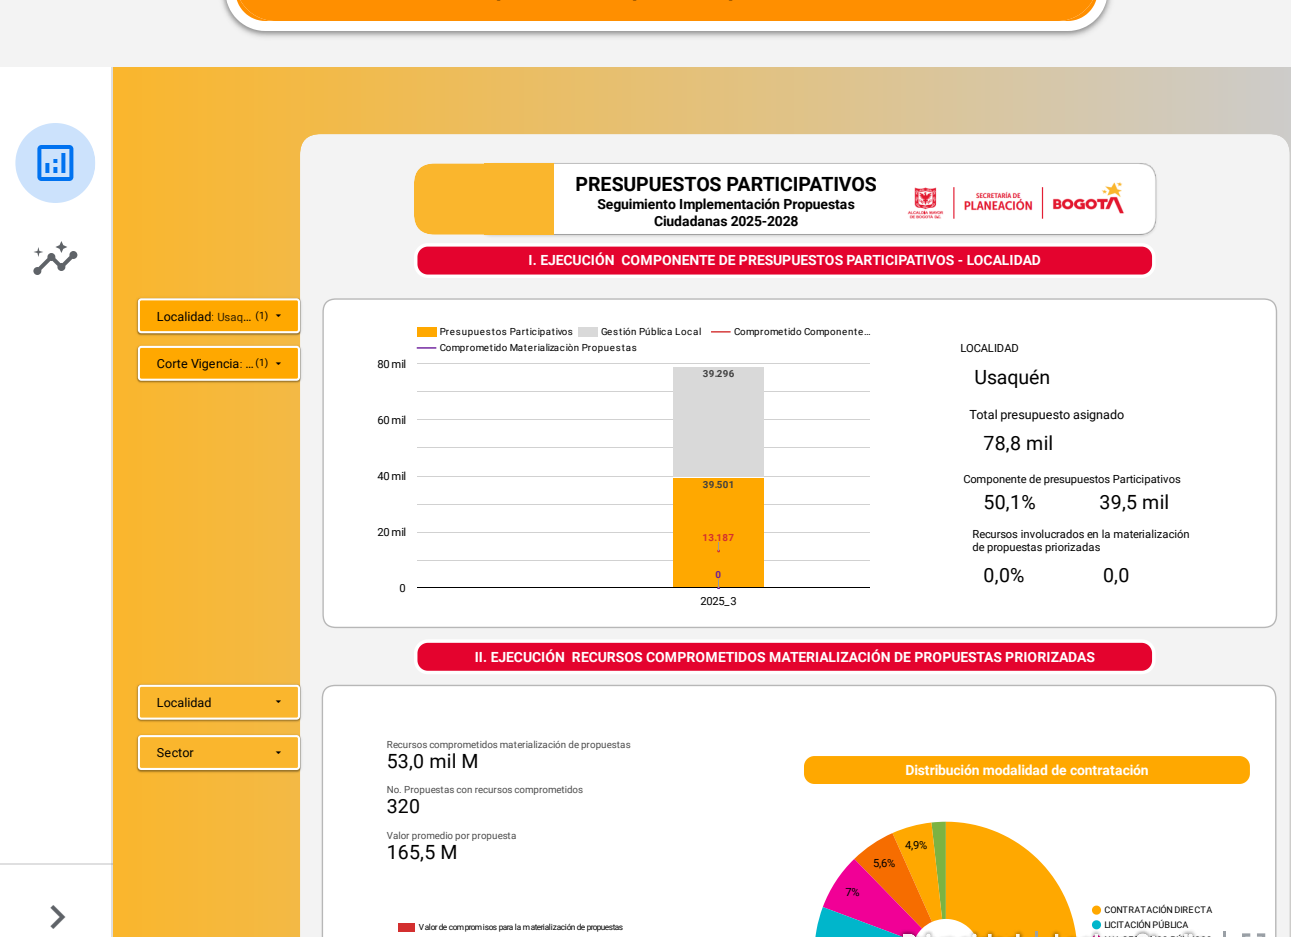 PRESUPUESTOS PARTICIPATIVOS
Seguimiento Implementación Propuestas
Ciudadanas 2025-2028
ALCALDÍA MAYOR
DE BOGOTÁ D.C.
SECRETARÍA DE
PLANEACIÓN
BOGOTÁ
I. EJECUCIÓN COMPONENTE DE PRESUPUESTOS PARTICIPATIVOS - LOCALIDAD
Localidad: Usaq... (1)
Corte Vigencia: ... (1)
Presupuestos Participativos Gestión Pública Local Comprometido Componente...
Comprometido Materializaciòn Propuestas
80 mil
60 mil
40 mil
20 mil
0
39.296
39.501
13.187
0
2025_3
LOCALIDAD
Usaquén
Total presupuesto asignado
78,8 mil
Componente de presupuestos Participativos
50,1% 39,5 mil
Recursos involucrados en la materialización
de propuestas priorizadas
0,0% 0,0
II. EJECUCIÓN RECURSOS COMPROMETIDOS MATERIALIZACIÓN DE PROPUESTAS PRIORIZADAS
Localidad
Sector
Recursos comprometidos materialización de propuestas
53,0 mil M
No. Propuestas con recursos comprometidos
320
Valor promedio por propuesta
165,5 M
Valor de compromisos para la materialización de propuestas
Distribución modalidad de contratación
4,9%
5,6%
7%
CONTRATACIÓN DIRECTA
LICITACIÓN PÚBLICA